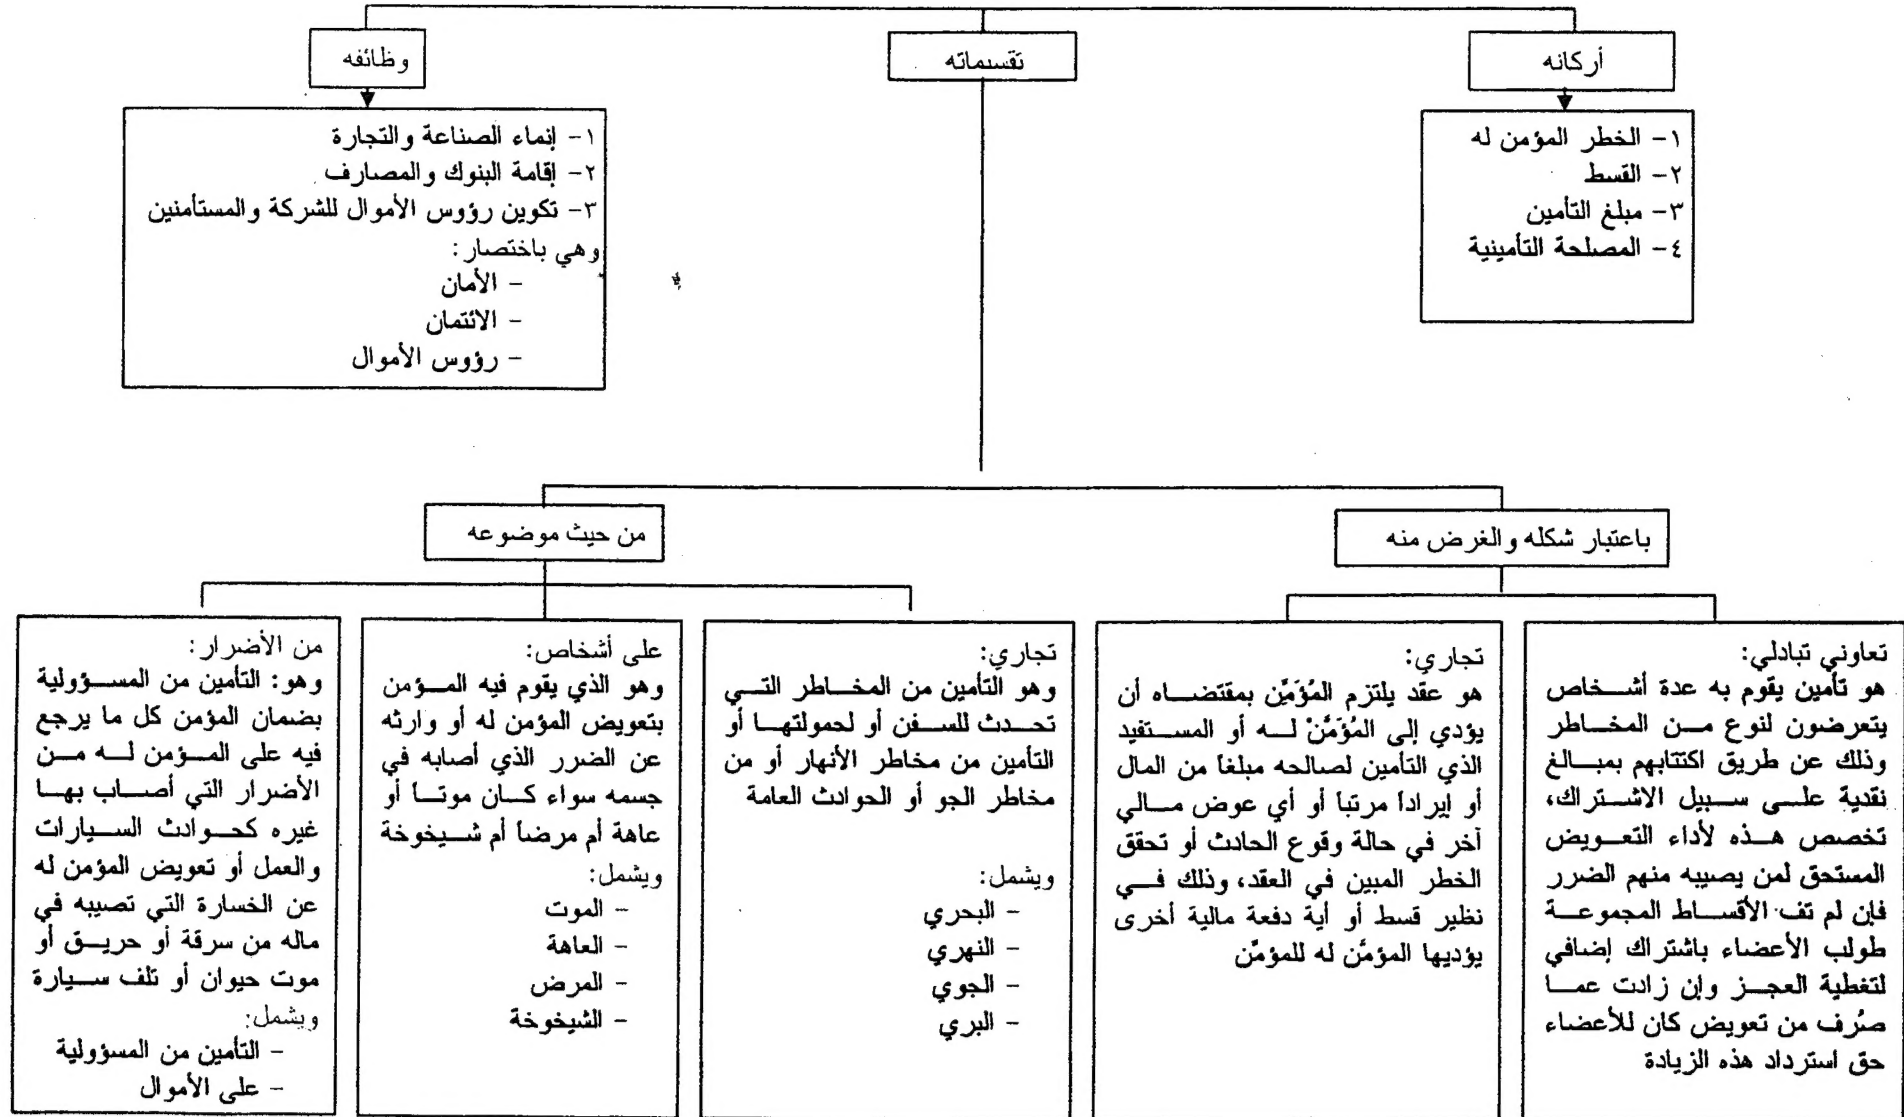 أركانه
تقسيماته
وظائفه
١- الخطر المؤمن له
٢- القسط
٣- مبلغ التأمين
٤- المصلحة التأمينية
١- إنماء الصناعة والتجارة
٢- إقامة البنوك والمصارف
٣- تكوين رؤوس الأموال للشركة والمستأمنين
وهي باختصار:
- الأمان
- الائتمان
- رؤوس الأموال
باعتبار شكله والغرض منه
من حيث موضوعه
تعاوني تبادلي:
هو تأمين يقوم به عدة أشخاص
يتعرضون لنوع من المخاطر
وذلك عن طريق اكتتابهم بمبالغ
نقدية على سبيل الاشتراك،
تخصص هذه لأداء التعويض
المستحق لمن يصيبه منهم الضرر
فإن لم تف الأقساط المجموعة
طولب الأعضاء باشتراك إضافي
لتغطية العجز وإن زادت عما
صُرف من تعويض كان للأعضاء
حق استرداد هذه الزيادة
تجاري:
هو عقد يلتزم المُؤَمِّن بمقتضاه أن
يؤدي إلى المُؤَمَّنْ له أو المستفيد
الذي التأمين لصالحه مبلغاً من المال
أو إيراداً مرتباً أو أي عوض مالي
آخر في حالة وقوع الحادث أو تحقق
الخطر المبين في العقد، وذلك في
نظير قسط أو أية دفعة مالية أخرى
يؤديها المؤمَّن له للمؤمِّن
تجاري:
وهو التأمين من المخاطر التي
تحدث للسفن أو لحمولتها أو
التأمين من مخاطر الأنهار أو من
مخاطر الجو أو الحوادث العامة
ويشمل:
- البحري
- النهري
- الجوي
- البري
على أشخاص:
وهو الذي يقوم فيه المؤمن
بتعويض المؤمن له أو وارثه
عن الضرر الذي أصابه في
جسمه سواء كان موتاً أو
عاهة أم مرضاً أم شيخوخة
ويشمل:
- الموت
- العاهة
- المرض
- الشيخوخة
من الأضرار:
وهو: التأمين من المسؤولية
بضمان المؤمن كل ما يرجع
فيه على المؤمن له من
الأضرار التي أصاب بها
غيره كحوادث السيارات
والعمل أو تعويض المؤمن له
عن الخسارة التي تصيبه في
ماله من سرقة أو حريق أو
موت حيوان أو تلف سيارة
ويشمل:
- التأمين من المسؤولية
- على الأموال